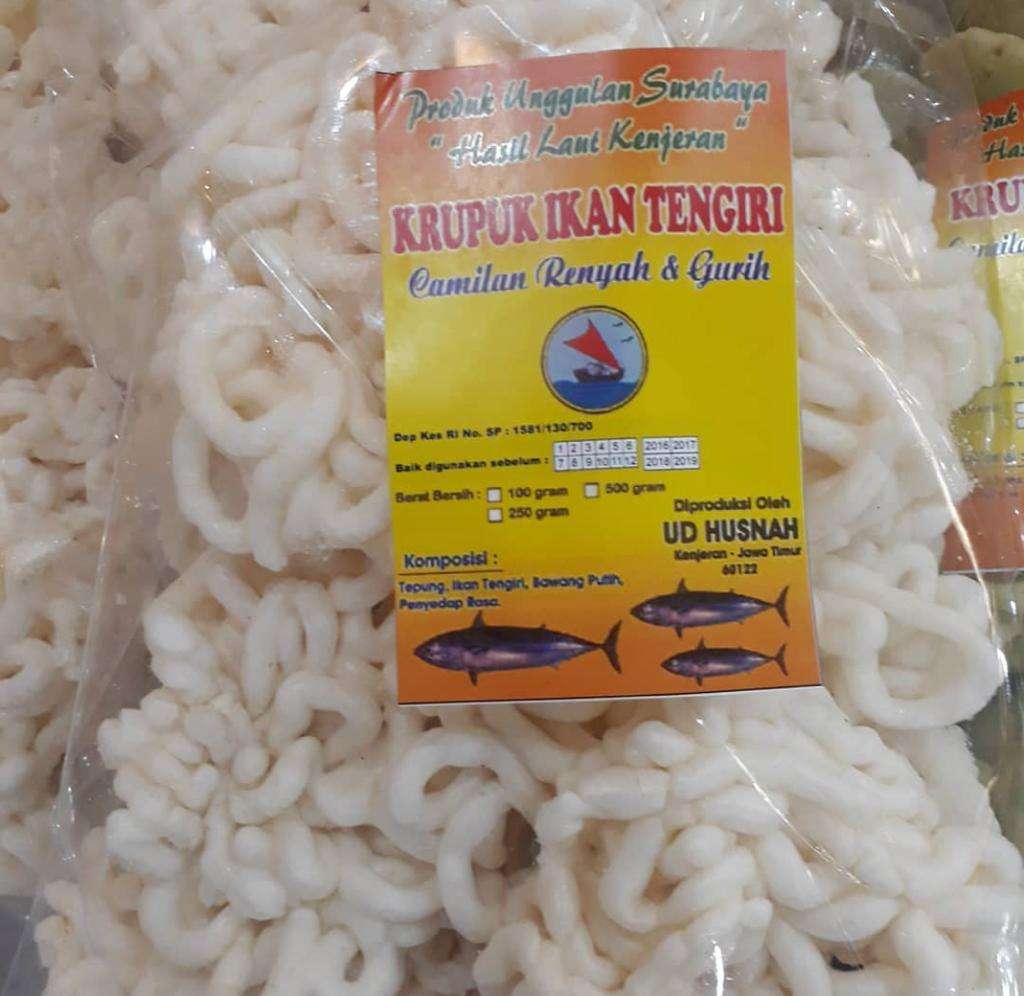 Produk Unggulan Surabaya
" Hasil Laut Kenjeran "
KRUPUK IKAN TENGIRI
Camilan Renyah & Gurih
Dep Kes RI No. SP : 1581/130/700
Baik digunakan sebelum : 1 2 3 4 5 6 2016 2017
7 8 9 10 11 12 2018 2019
Berat Bersih : 100 gram 500 gram
250 gram
Diproduksi Oleh
UD HUSNAH
Kenjeran - Jawa Timur
60122
Komposisi :
Tepung, Ikan Tengiri, Bawang Putih,
Penyedap Rasa.
KRU